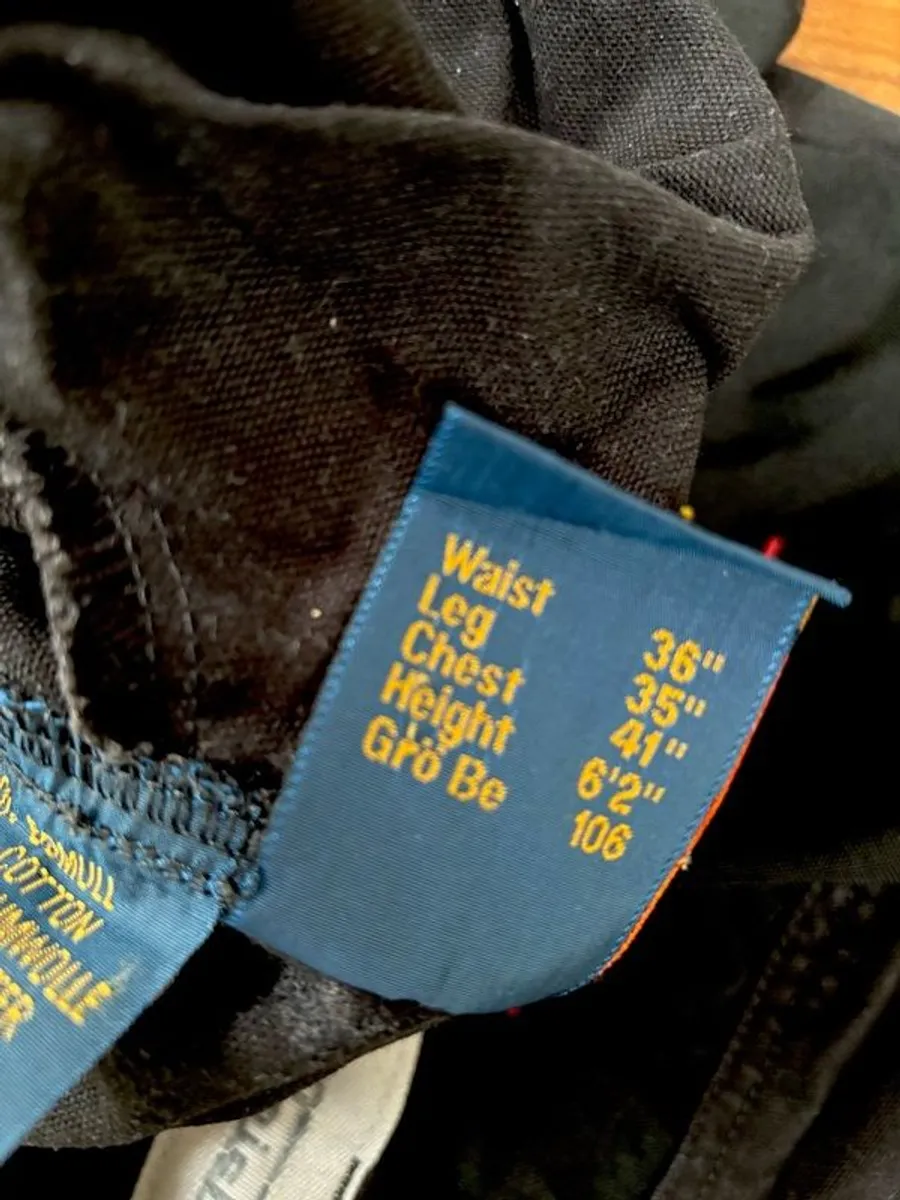 Waist 36"
Leg 35"
Chest 41"
Height 6'2"
Grö Be 106
COTTON